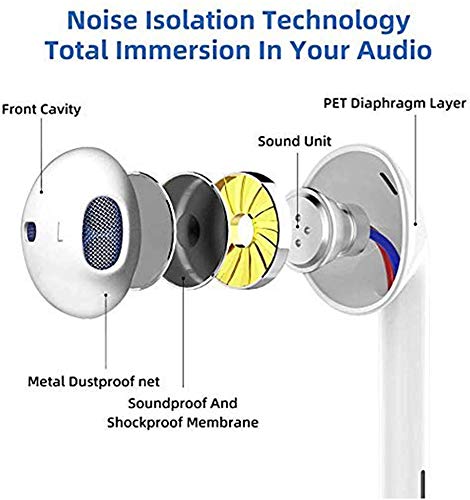 Noise Isolation Technology
Total Immersion In Your Audio
Front Cavity
PET Diaphragm Layer
Sound Unit
L
Metal Dustproof net
Soundproof And
Shockproof Membrane